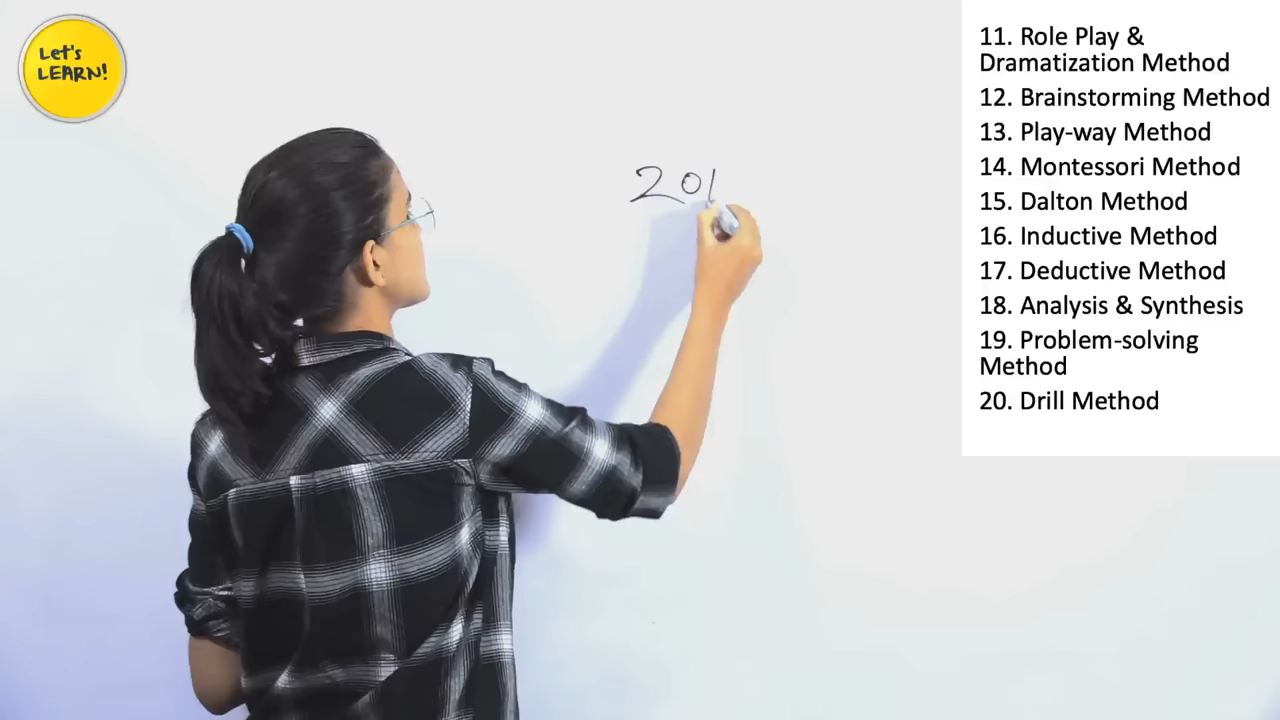 Let's
LEARN!
201
11. Role Play &
Dramatization Method
12. Brainstorming Method
13. Play-way Method
14. Montessori Method
15. Dalton Method
16. Inductive Method
17. Deductive Method
18. Analysis & Synthesis
19. Problem-solving
Method
20. Drill Method